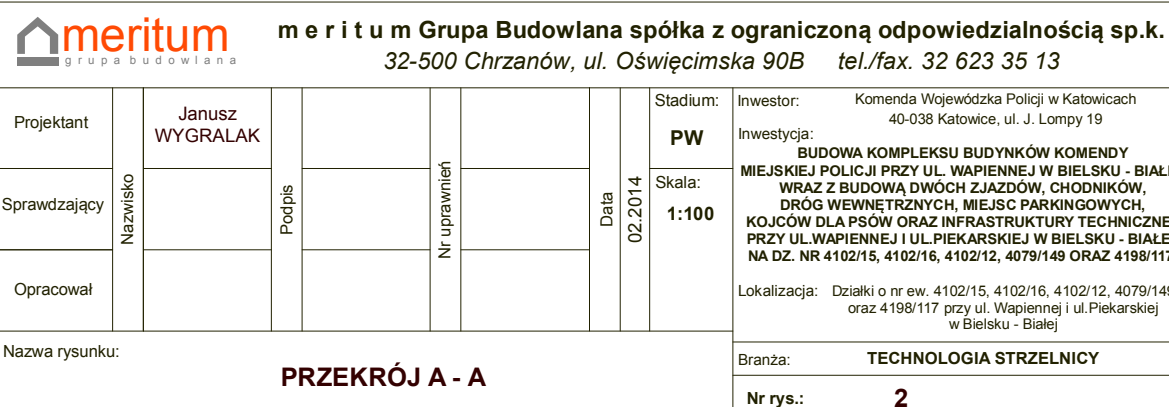 meritum
grupa budowlana
m e r i t u m Grupa Budowlana spółka z ograniczoną odpowiedzialnością sp.k.
32-500 Chrzanów, ul. Oświęcimska 90B tel./fax. 32 623 35 13
Projektant
Sprawdzający
Opracował
Nazwisko
Janusz
WYGRALAK
Podpis
Nr uprawnień
Data
02.2014
Stadium:
PW
Skala:
1:100
Inwestor: Komenda Wojewódzka Policji w Katowicach
40-038 Katowice, ul. J. Lompy 19
Inwestycja:
BUDOWA KOMPLEKSU BUDYNKÓW KOMENDY
MIEJSKIEJ POLICJI PRZY UL. WAPIENNEJ W BIELSKU - BIAŁE
WRAZ Z BUDOWĄ DWÓCH ZJAZDÓW, CHODNIKÓW,
DRÓG WEWNĘTRZNYCH, MIEJSC PARKINGOWYCH,
KOJCÓW DLA PSÓW ORAZ INFRASTRUKTURY TECHNICZNE
PRZY UL.WAPIENNEJ I UL.PIEKARSKIEJ W BIELSKU - BIAŁE
NA DZ. NR 4102/15, 4102/16, 4102/12, 4079/149 ORAZ 4198/117
Lokalizacja: Działki o nr ew. 4102/15, 4102/16, 4102/12, 4079/149
oraz 4198/117 przy ul. Wapiennej i ul.Piekarskiej
w Bielsku - Białej
Nazwa rysunku:
PRZEKRÓJ A - A
Branża: TECHNOLOGIA STRZELNICY
Nr rys.: 2